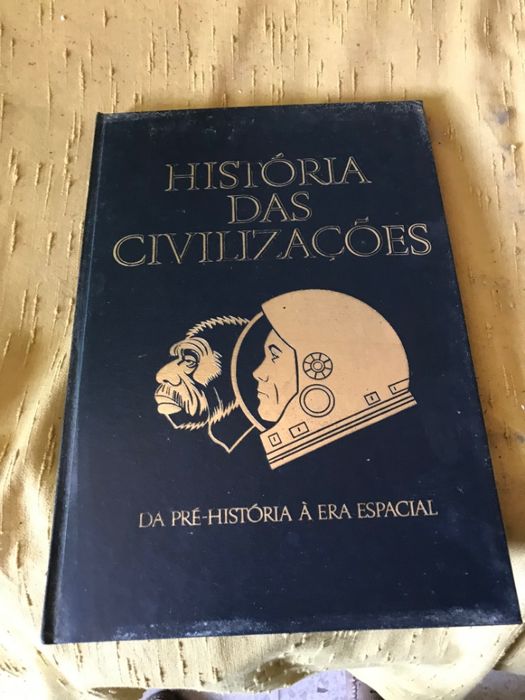 HISTÓRIA
DAS
CIVILIZAÇÕES
DA PRÉ-HISTÓRIA À ERA ESPACIAL